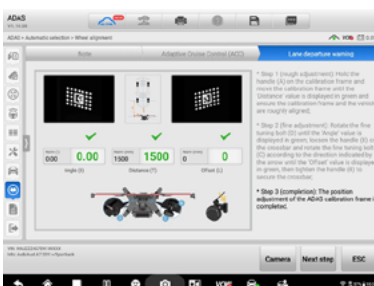 ADAS
ADAS > Automatic selection > Wheel alignment
Note
Adaptive Cruise Control (ACC)
Lane departure warning
* Step 1 (rough adjustment): Hold the
handle (A) on the calibration frame and
move the calibration frame until the
'Distance' value is displayed in green and
ensure the calibration frame and the vehicle
are roughly aligned;
* Step 2 (fine adjustment): Rotate the fine
tuning bolt (D) until the 'Angle' value is
displayed in green, loosen the handle (E) on
the crossbar and rotate the fine tuning bolt
(C) according to the direction indicated by
the arrow until the 'Offset' value is displayed
in green, then tighten the handle (E) to
secure the crossbar;
* Step 3 (completion): The position
adjustment of the ADAS calibration frame is
completed.
0.00 0.00
1500 1500
0 0
Angle (X)
Distance (T)
Offset (L)
Camera
Next step
ESC
VCI